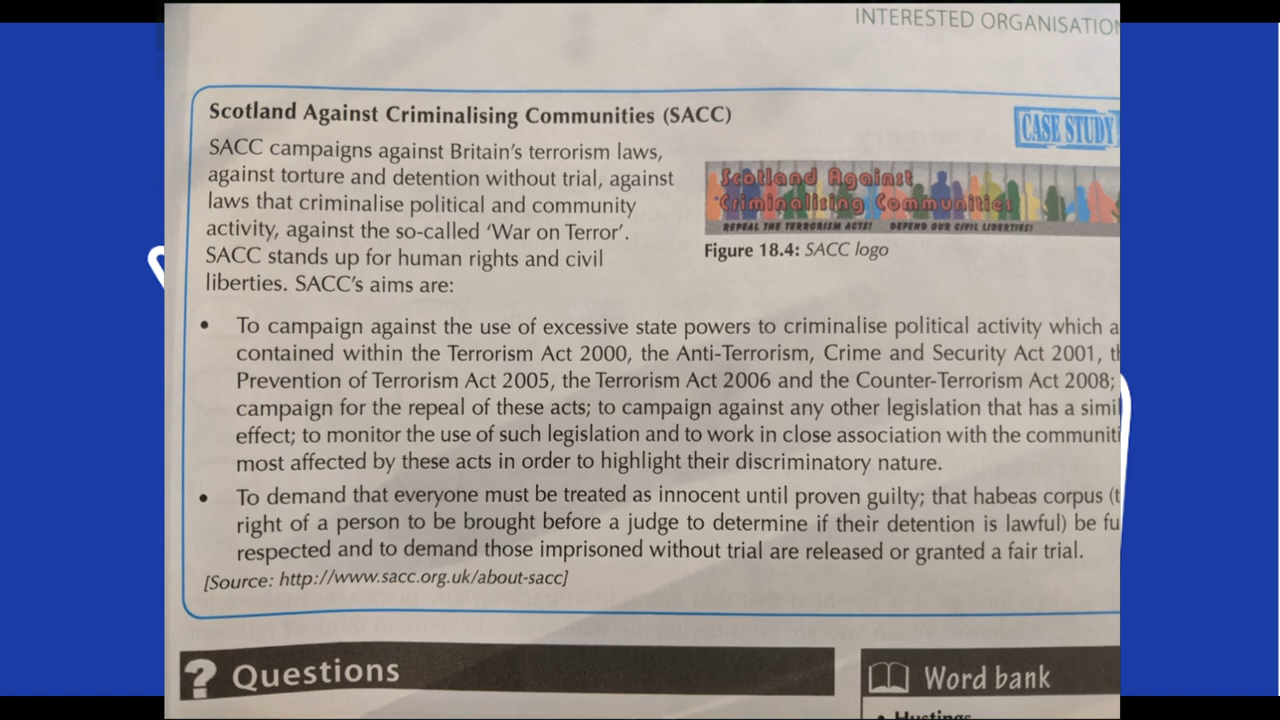 INTERESTED
Scotland Against Criminalising Communities (SACC)
CASE STUDY
SACC campaigns against Britain's terrorism laws,
against torture and detention without trial, against
laws that criminalise political and community
activity, against the so-called 'War on Terror'.
SACC stands up for human rights and civil
liberties. SACC's aims are:
Scotland Against
Criminalising Communities
REPEAL THE TERRORISM ACTS! DEFEND OUR CIVIL LIBERTIES!
Figure 18.4: SACC logo
• To campaign against the use of excessive state powers to criminalise political activity which
contained within the Terrorism Act 2000, the Anti-Terrorism, Crime and Security Act 2001,
Prevention of Terrorism Act 2005, the Terrorism Act 2006 and the Counter-Terrorism Act 2008;
campaign for the repeal of these acts; to campaign against any other legislation that has a
effect; to monitor the use of such legislation and to work in close association with the
most affected by these acts in order to highlight their discriminatory nature.
• To demand that everyone must be treated as innocent until proven guilty; that habeas corpus
right of a person to be brought before a judge to determine if their detention is lawful) be
respected and to demand those imprisoned without trial are released or granted a fair trial.
[Source: http://www.sacc.org.uk/about-sacc]
? Questions
Word bank
• Hustings